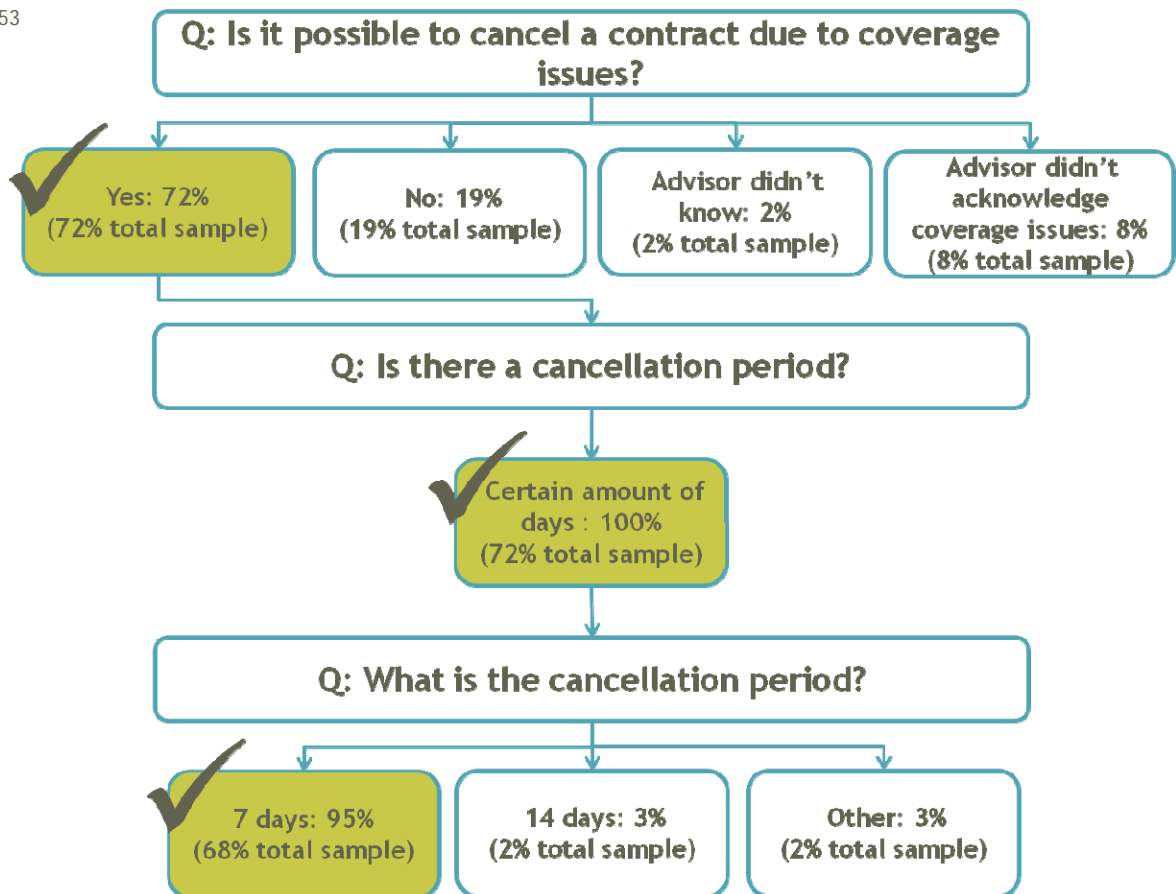 53
Q: Is it possible to cancel a contract due to coverage
issues?
Yes: 72%
(72% total sample)
No: 19%
(19% total sample)
Advisor didn't
know: 2%
(2% total sample)
Advisor didn't
acknowledge
coverage issues: 8%
(8% total sample)
Q: Is there a cancellation period?
Certain amount of
days : 100%
(72% total sample)
Q: What is the cancellation period?
7 days: 95%
(68% total sample)
14 days: 3%
(2% total sample)
Other: 3%
(2% total sample)